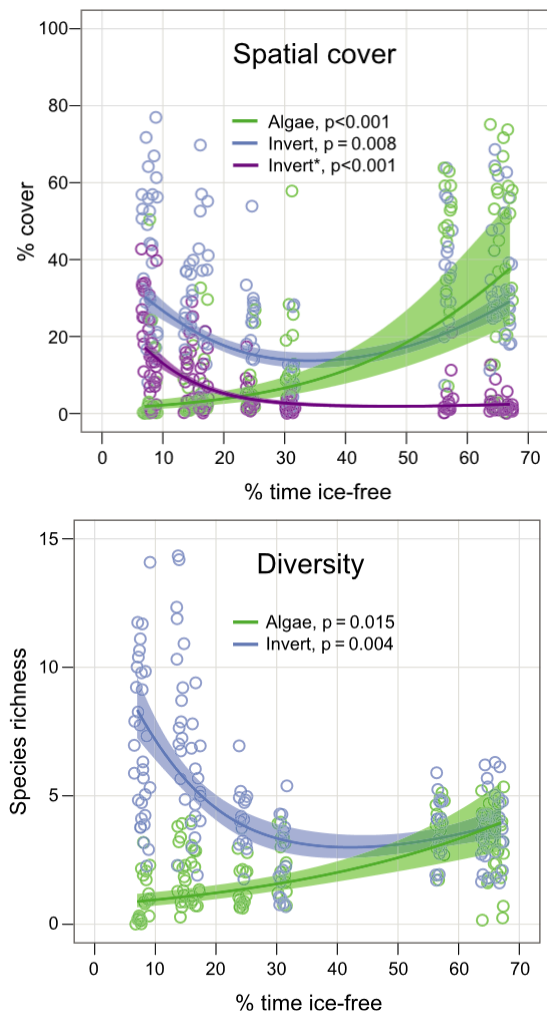 Spatial cover
Algae, p<0.001
Invert, p = 0.008
Invert*, p<0.001
% cover
100
80
60
40
20
0
0 10 20 30 40 50 60 70
% time ice-free
Diversity
Algae, p = 0.015
Invert, p = 0.004
Species richness
15
10
5
0
0 10 20 30 40 50 60 70
% time ice-free